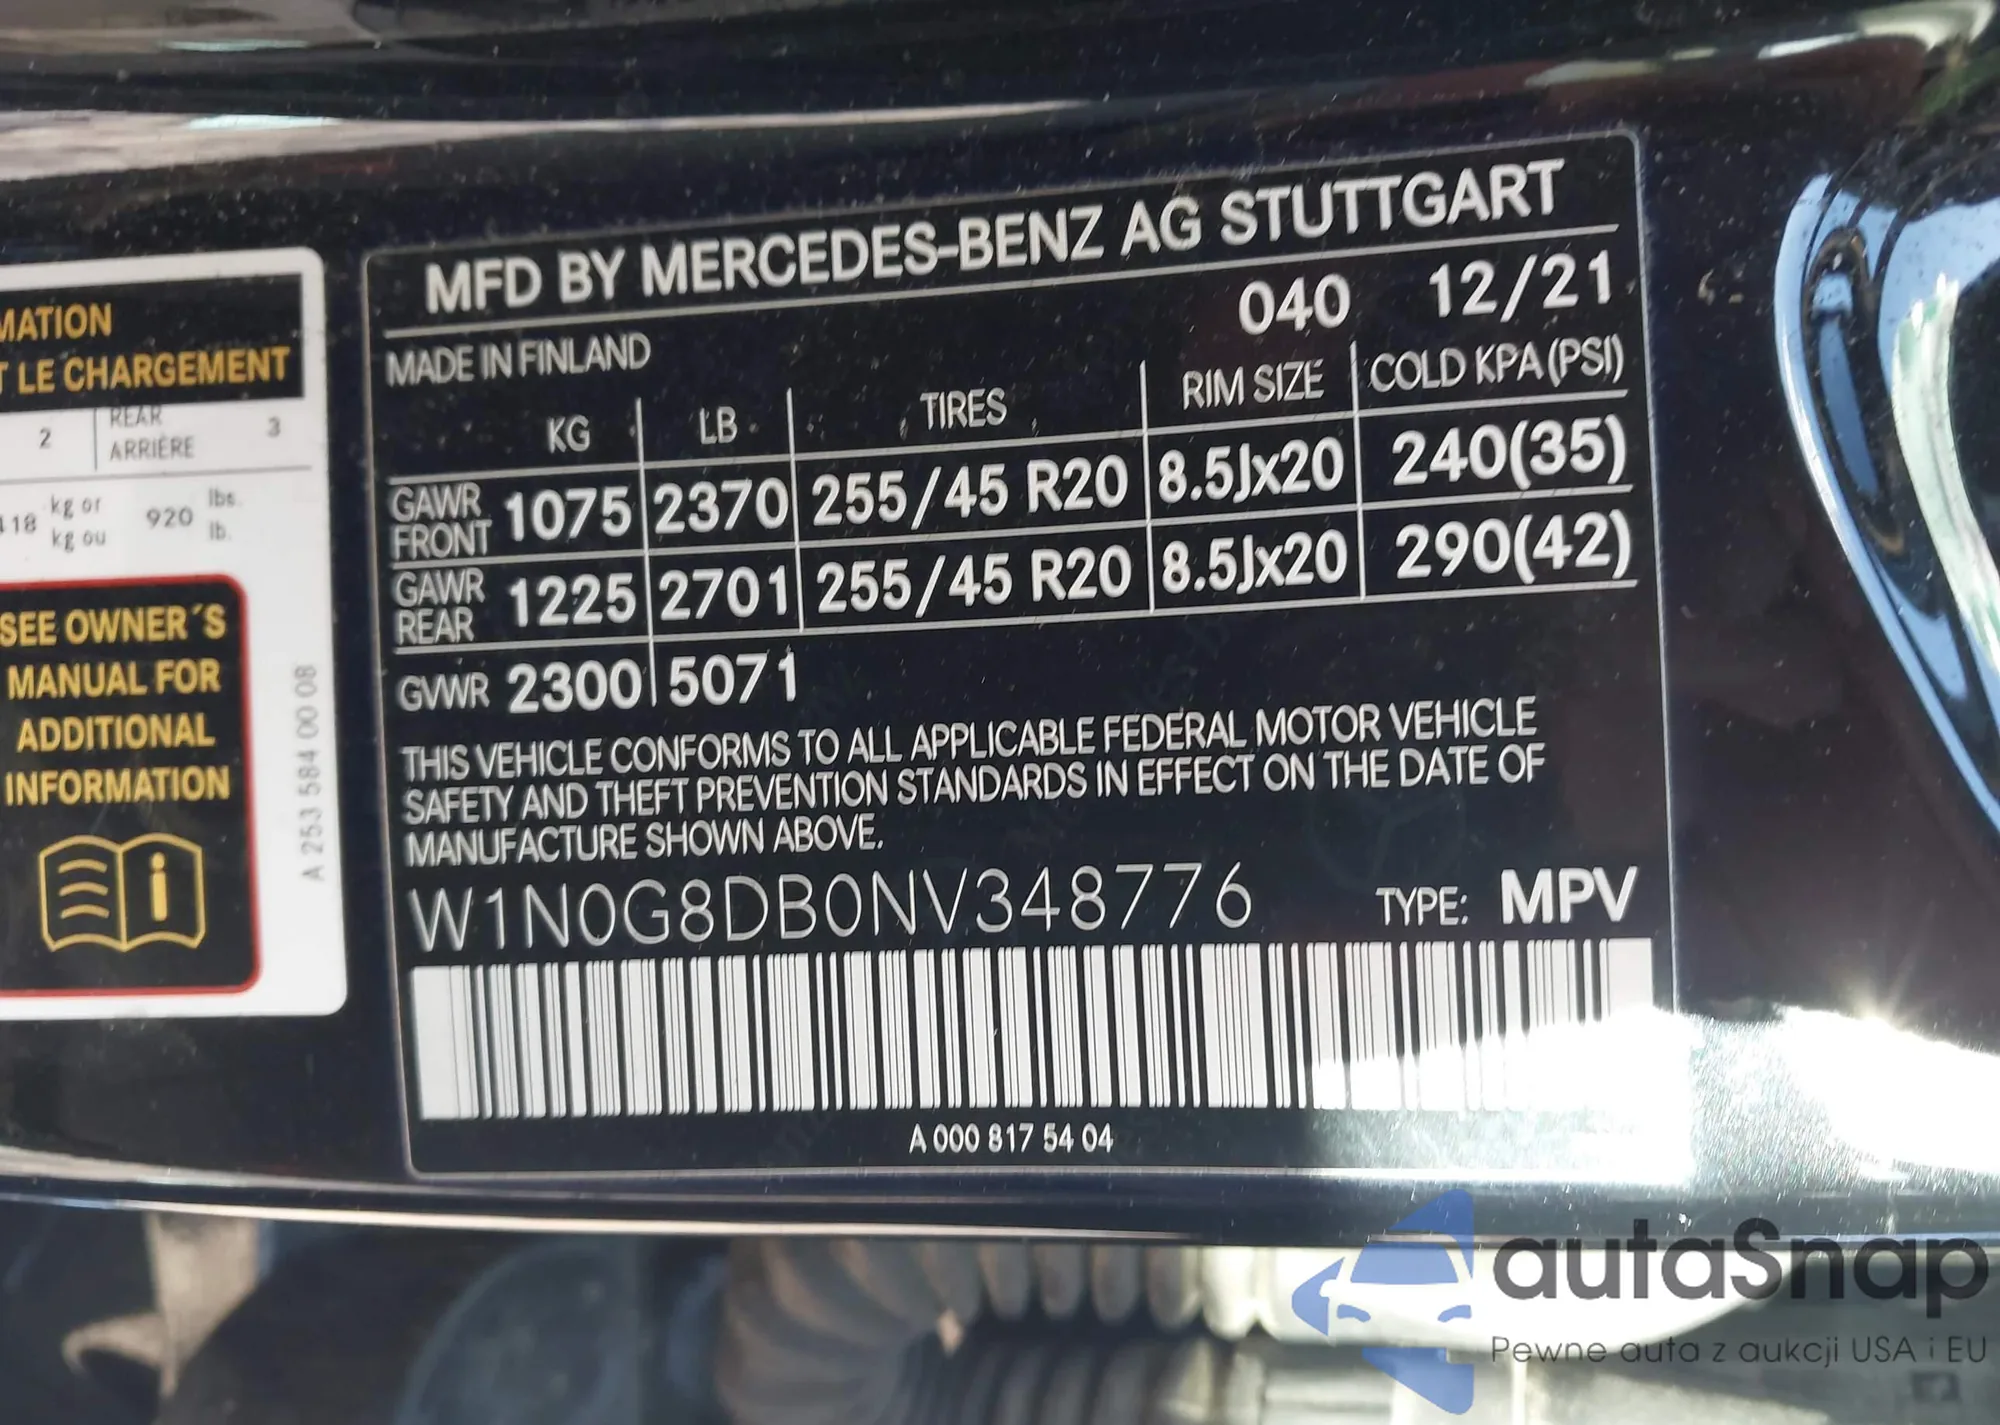 MATION
T LE CHARGEMENT
2 REAR 3
ARRIÈRE
kg or 920 lbs.
kg ou lb.
SEE OWNER´S
MANUAL FOR
ADDITIONAL
INFORMATION
A 253 584 00 08
MFD BY MERCEDES-BENZ AG STUTTGART
040 12/21
MADE IN FINLAND
KG LB TIRES RIM SIZE COLD KPA(PSI)
GAWR FRONT 1075 2370 255/45 R20 8.5Jx20 240(35)
GAWR REAR 1225 2701 255/45 R20 8.5Jx20 290(42)
GVWR 2300 5071
THIS VEHICLE CONFORMS TO ALL APPLICABLE FEDERAL MOTOR VEHICLE
SAFETY AND THEFT PREVENTION STANDARDS IN EFFECT ON THE DATE OF
MANUFACTURE SHOWN ABOVE.
W1N0G8DB0NV348776 TYPE: MPV
A 000 817 54 04
autaSnap
Pewne auta z aukcji USA i EU